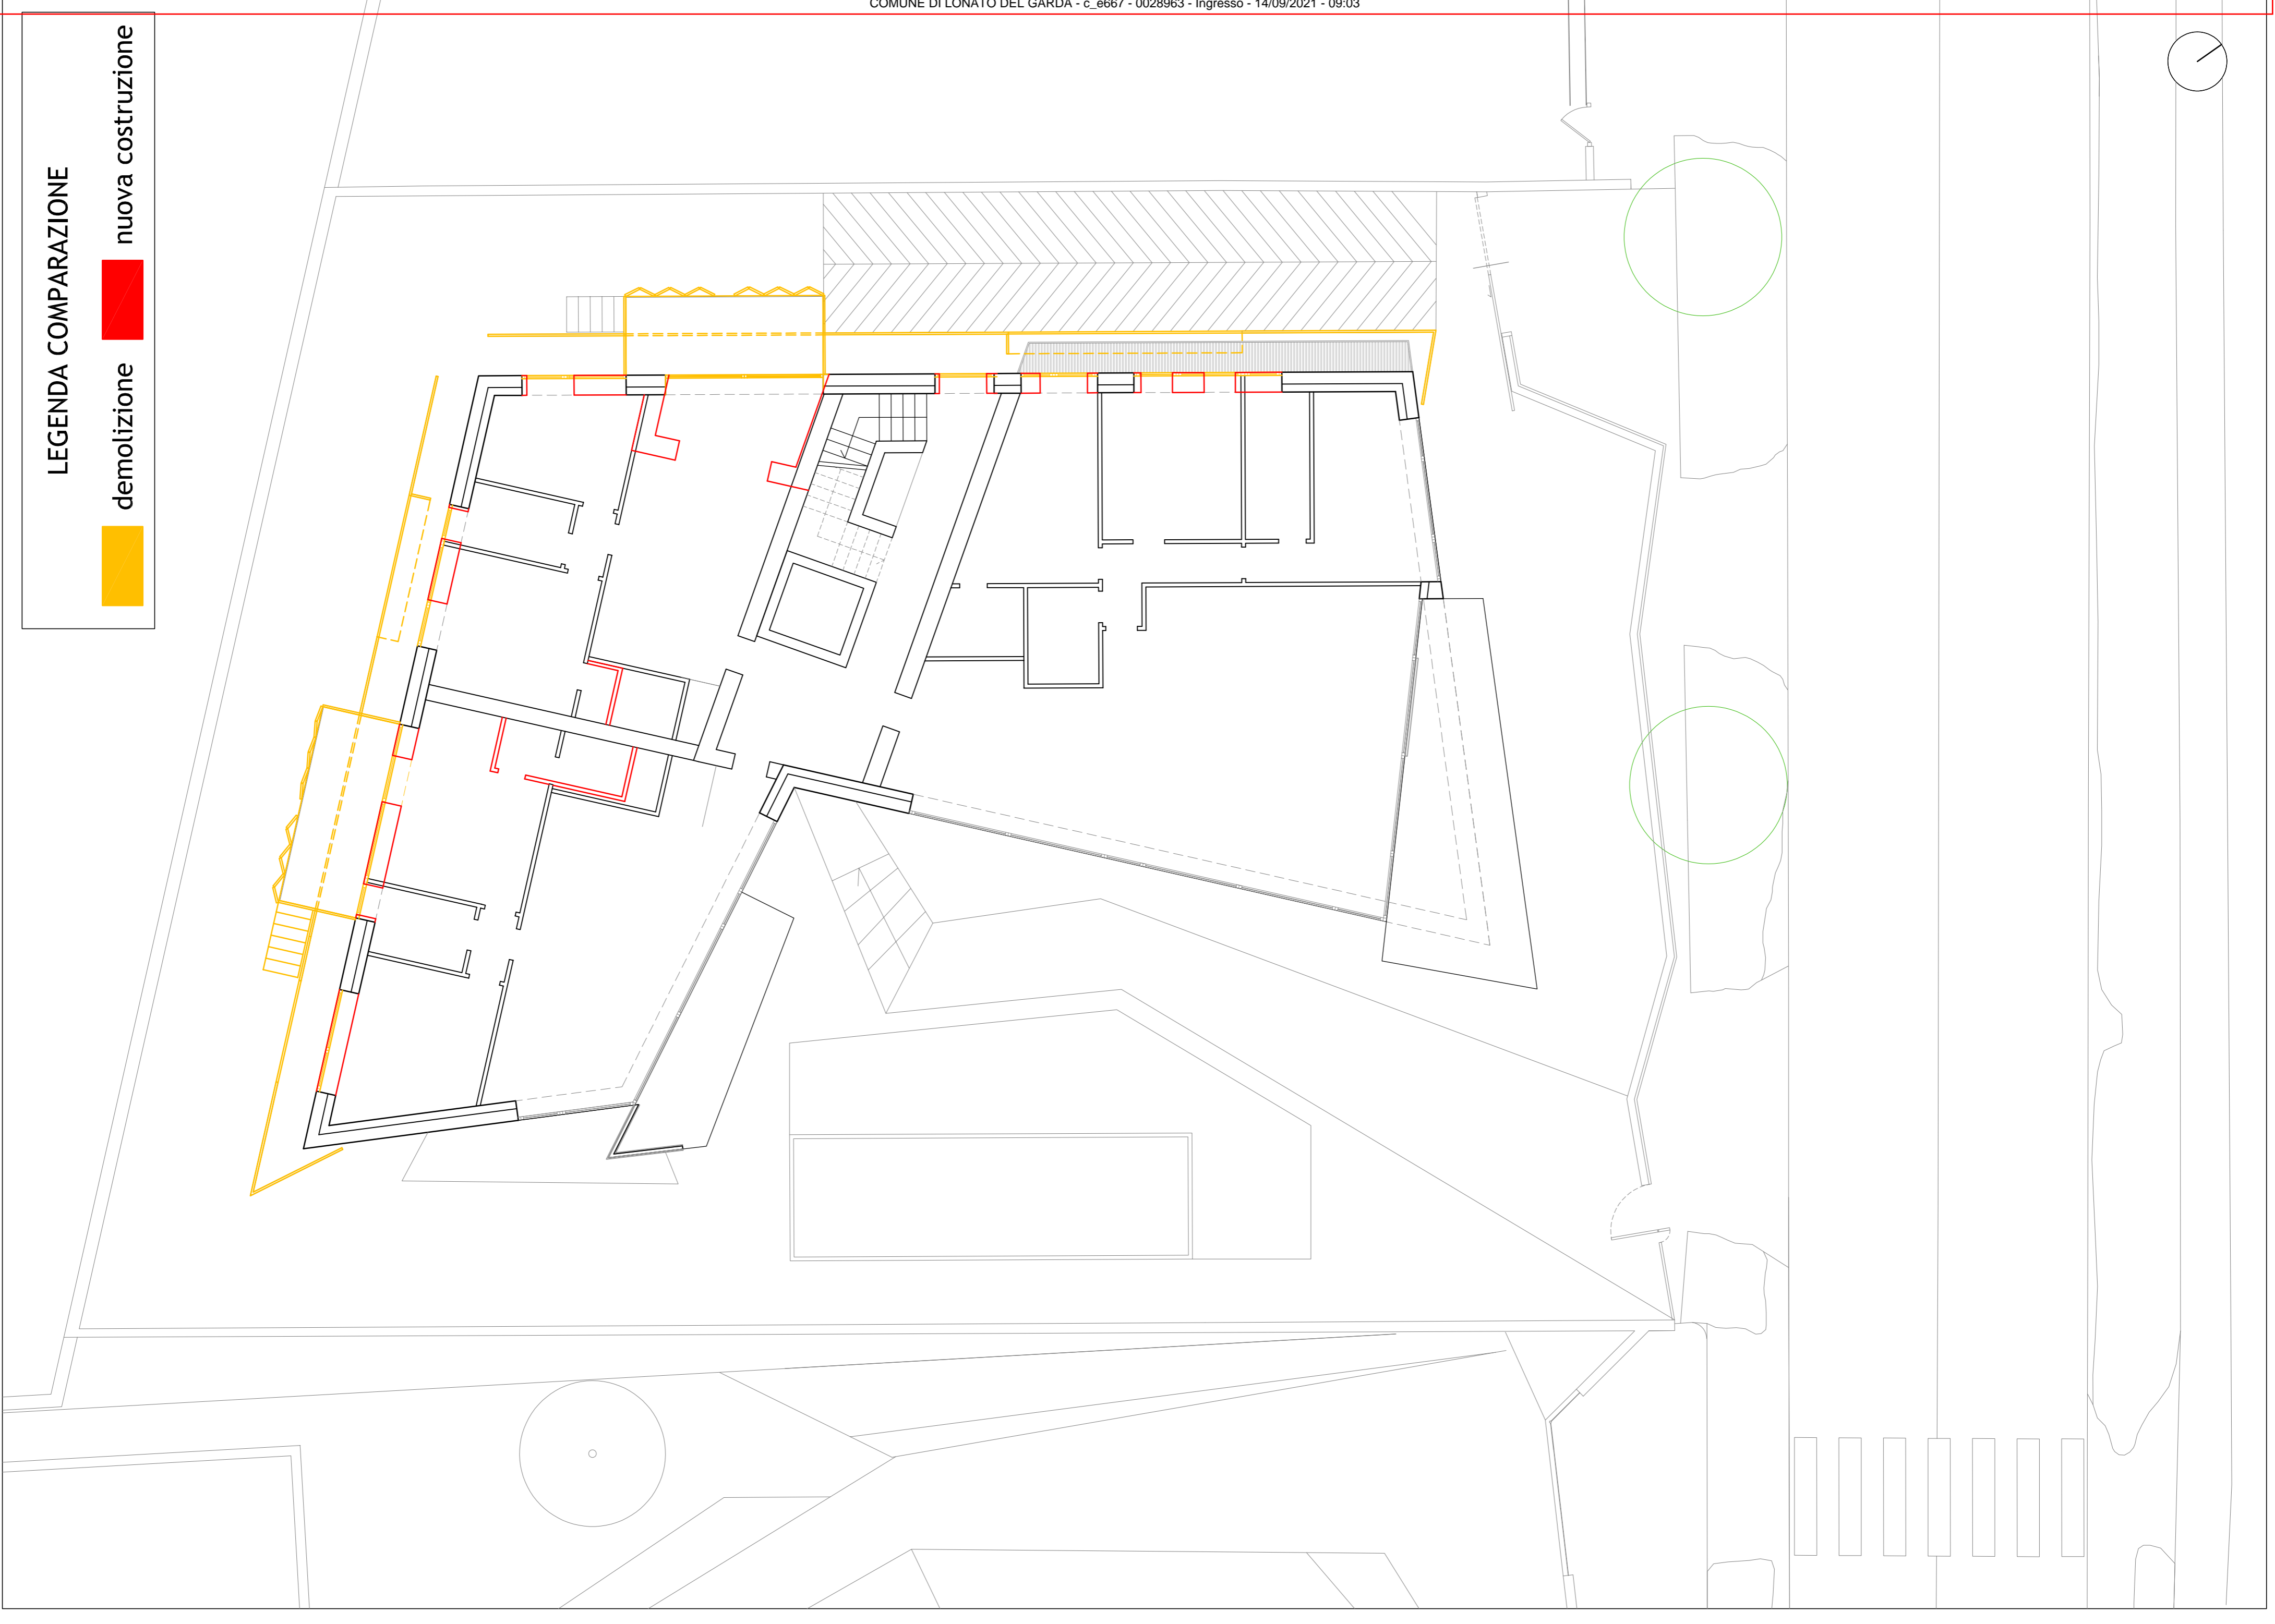 COMUNE DI LONATO DEL GARDA - c_e667 - 0028963 - Ingresso - 14/09/2021 - 09:03
LEGENDA COMPARAZIONE
demolizione
nuova costruzione